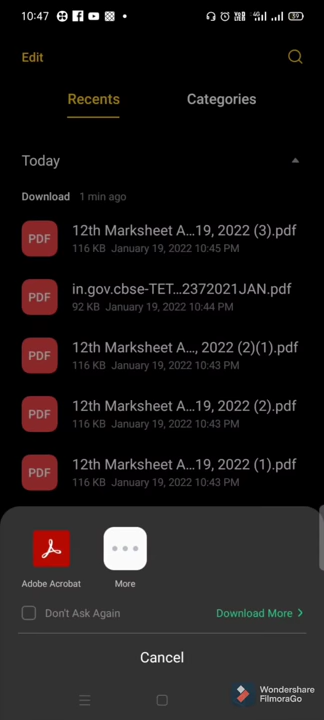 10:47
4G
59
Edit
Recents
Categories
Today
Download 1 min ago
PDF
12th Marksheet A...19, 2022 (3).pdf
116 KB January 19, 2022 10:45 PM
PDF
in.gov.cbse-TET...2372021JAN.pdf
92 KB January 19, 2022 10:44 PM
PDF
12th Marksheet A..., 2022 (2)(1).pdf
116 KB January 19, 2022 10:43 PM
PDF
12th Marksheet A...19, 2022 (2).pdf
116 KB January 19, 2022 10:43 PM
PDF
12th Marksheet A...19, 2022 (1).pdf
116 KB January 19, 2022 10:43 PM
Adobe Acrobat
More
Don't Ask Again
Download More >
Cancel
Wondershare
FilmoraGo